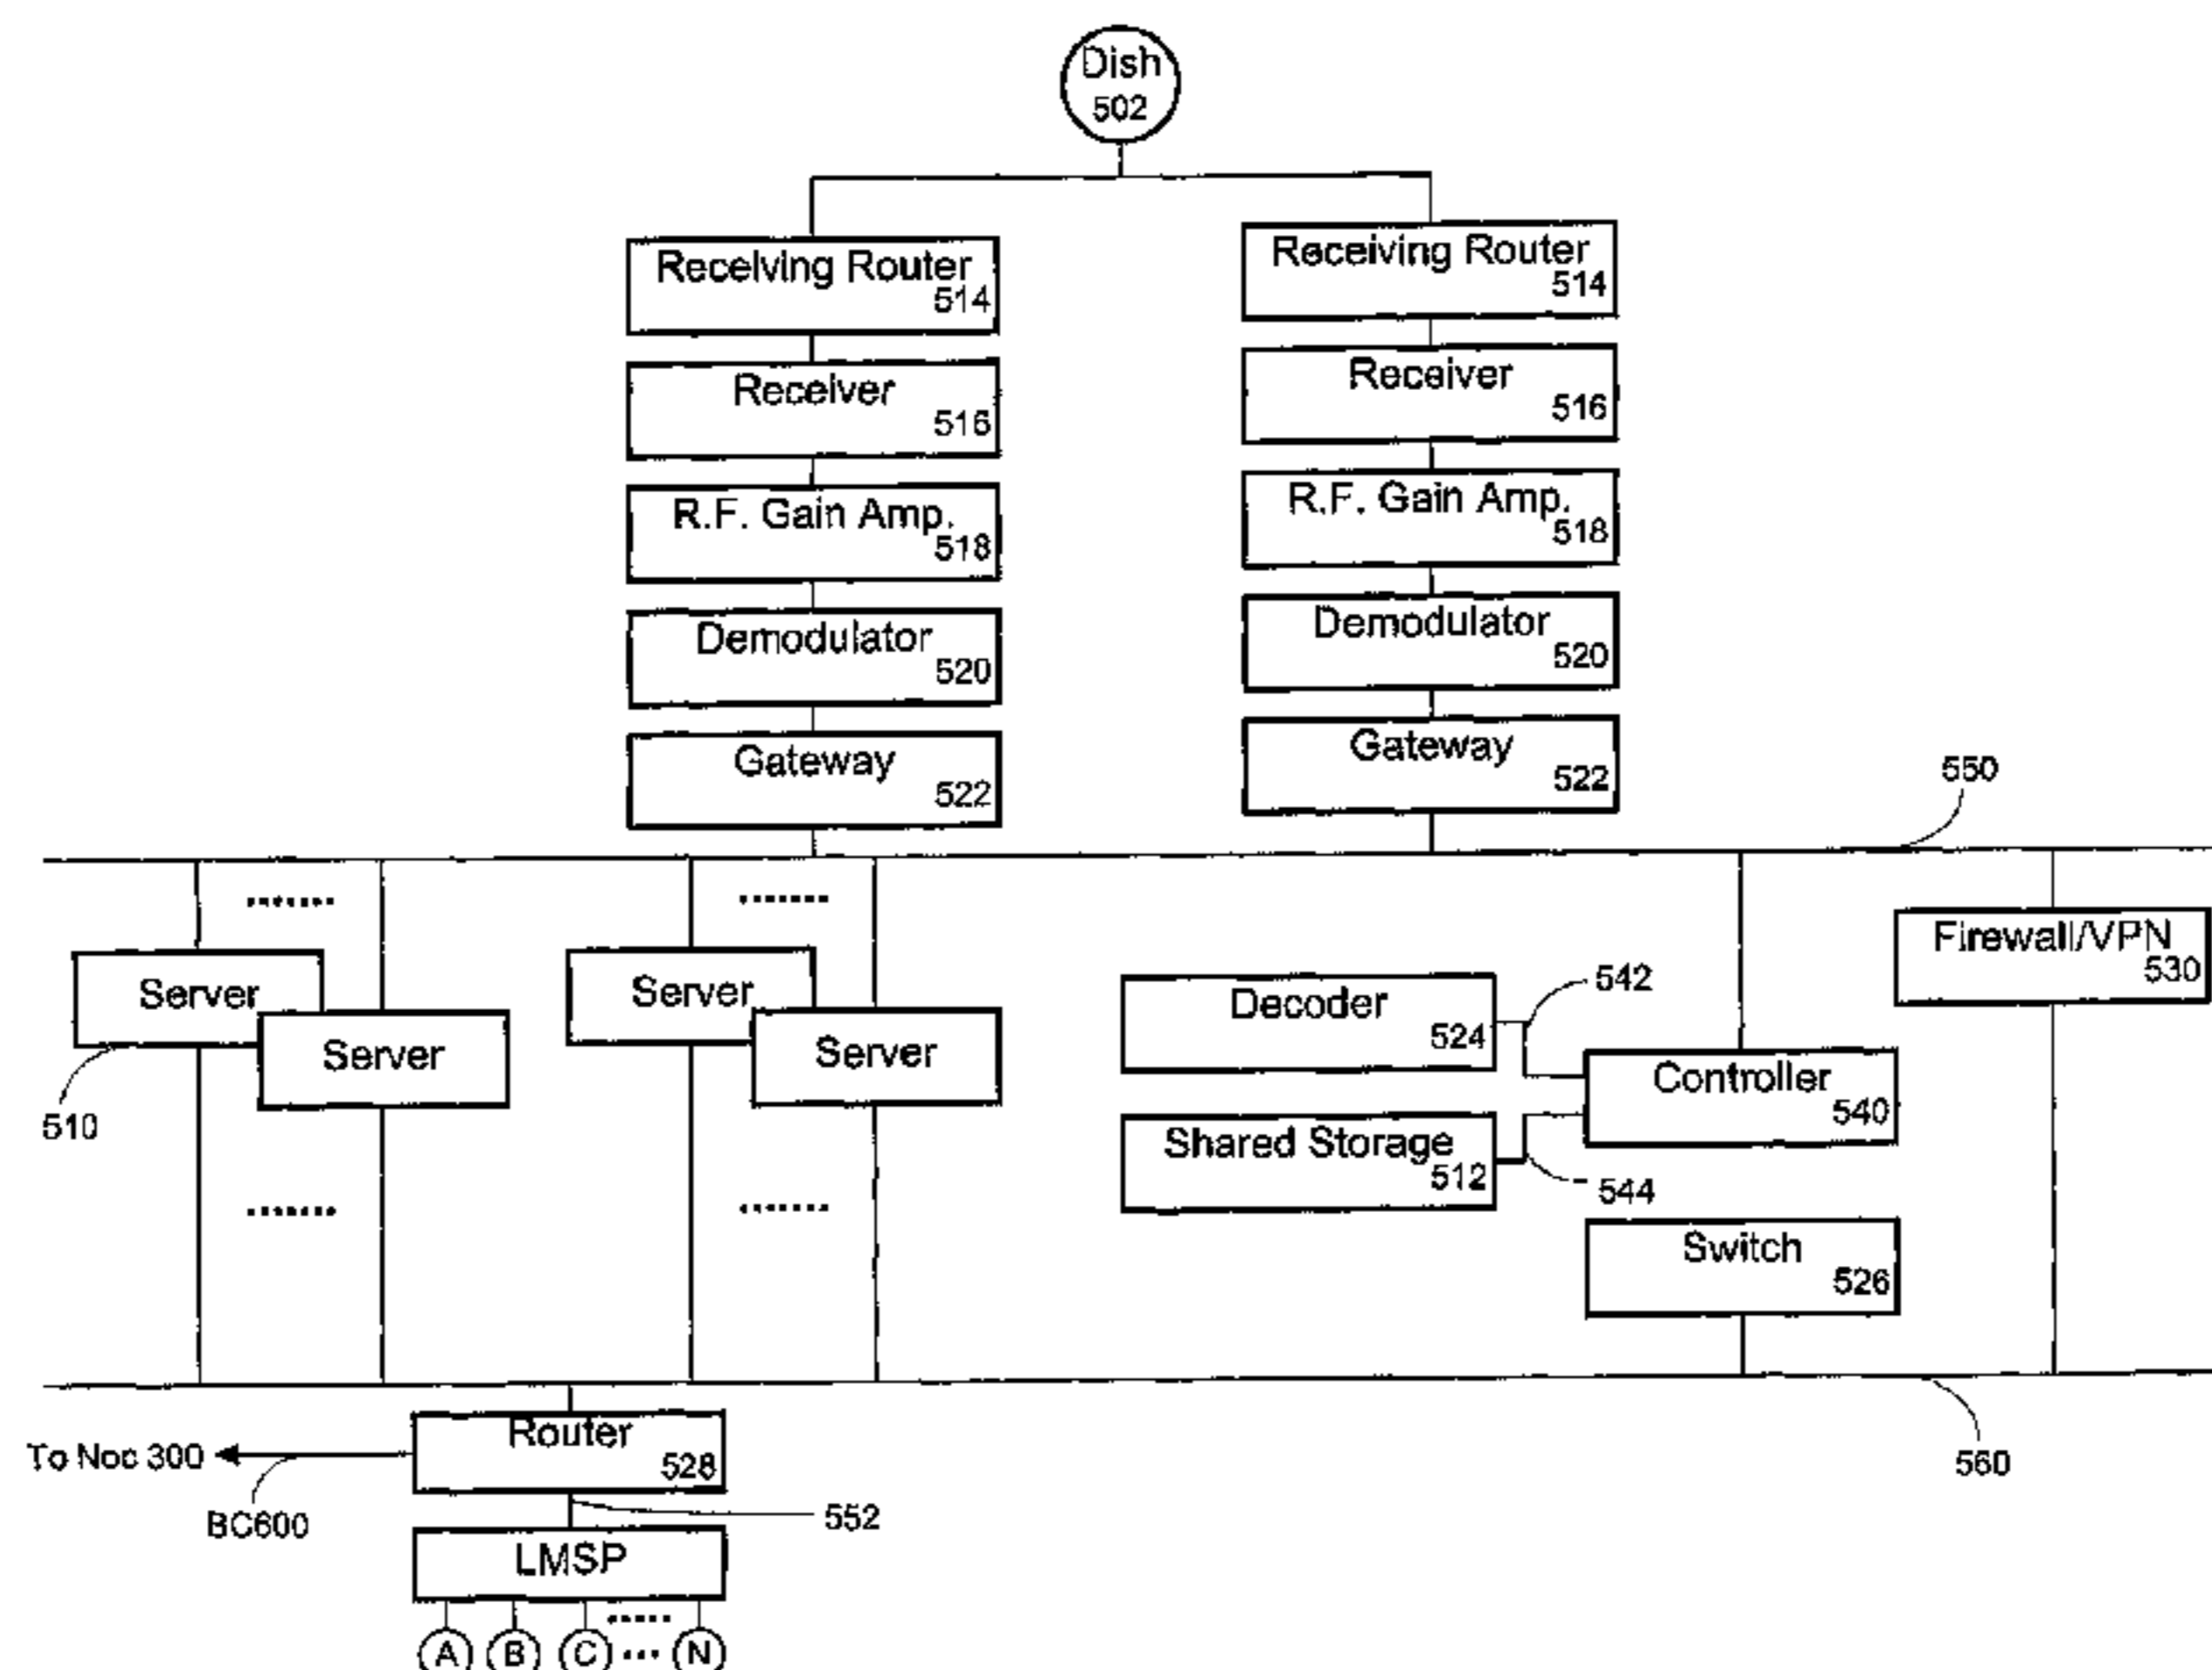 Dish
502
Receiving Router
514
Receiving Router
514
Receiver
516
Receiver
516
R.F. Gain Amp.
518
R.F. Gain Amp.
518
Demodulator
520
Demodulator
520
Gateway
522
Gateway
522
550
Server
Server
510
Server
Server
Decoder
524
542
Firewall/VPN
530
Controller
540
Shared Storage
512
544
Switch
526
To Noc 300
Router
528
560
BC600
552
LMSP
A B C ... N